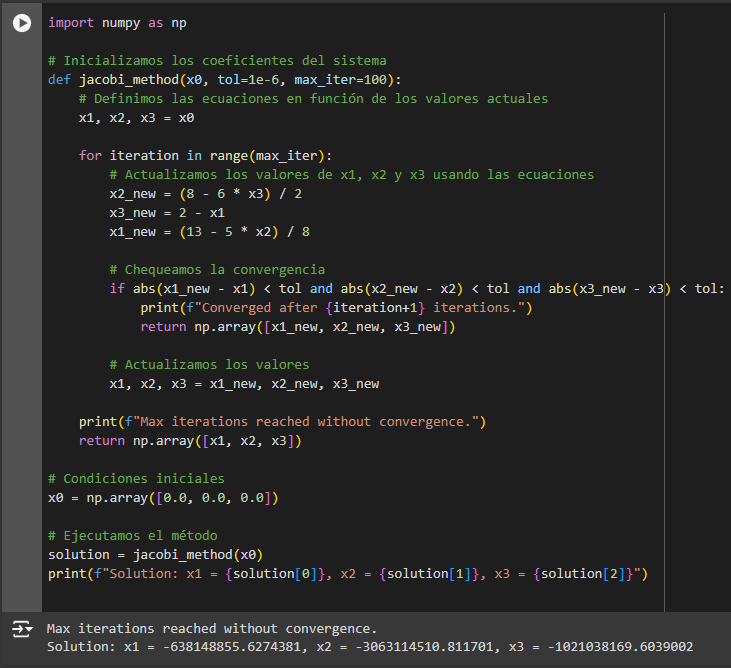 import numpy as np

# Inicializamos los coeficientes del sistema
def jacobi_method(x0, tol=1e-6, max_iter=100):
    # Definimos las ecuaciones en función de los valores actuales
    x1, x2, x3 = x0

    for iteration in range(max_iter):
        # Actualizamos los valores de x1, x2 y x3 usando las ecuaciones
        x2_new = (8 - 6 * x3) / 2
        x3_new = 2 - x1
        x1_new = (13 - 5 * x2) / 8

        # Chequeamos la convergencia
        if abs(x1_new - x1) < tol and abs(x2_new - x2) < tol and abs(x3_new - x3) < tol:
            print(f"Converged after {iteration+1} iterations.")
            return np.array([x1_new, x2_new, x3_new])

        # Actualizamos los valores
        x1, x2, x3 = x1_new, x2_new, x3_new

    print(f"Max iterations reached without convergence.")
    return np.array([x1, x2, x3])

# Condiciones iniciales
x0 = np.array([0.0, 0.0, 0.0])

# Ejecutamos el método
solution = jacobi_method(x0)
print(f"Solution: x1 = {solution[0]}, x2 = {solution[1]}, x3 = {solution[2]}")

Max iterations reached without convergence.
Solution: x1 = -638148855.6274381, x2 = -3063114510.811701, x3 = -1021038169.6039002